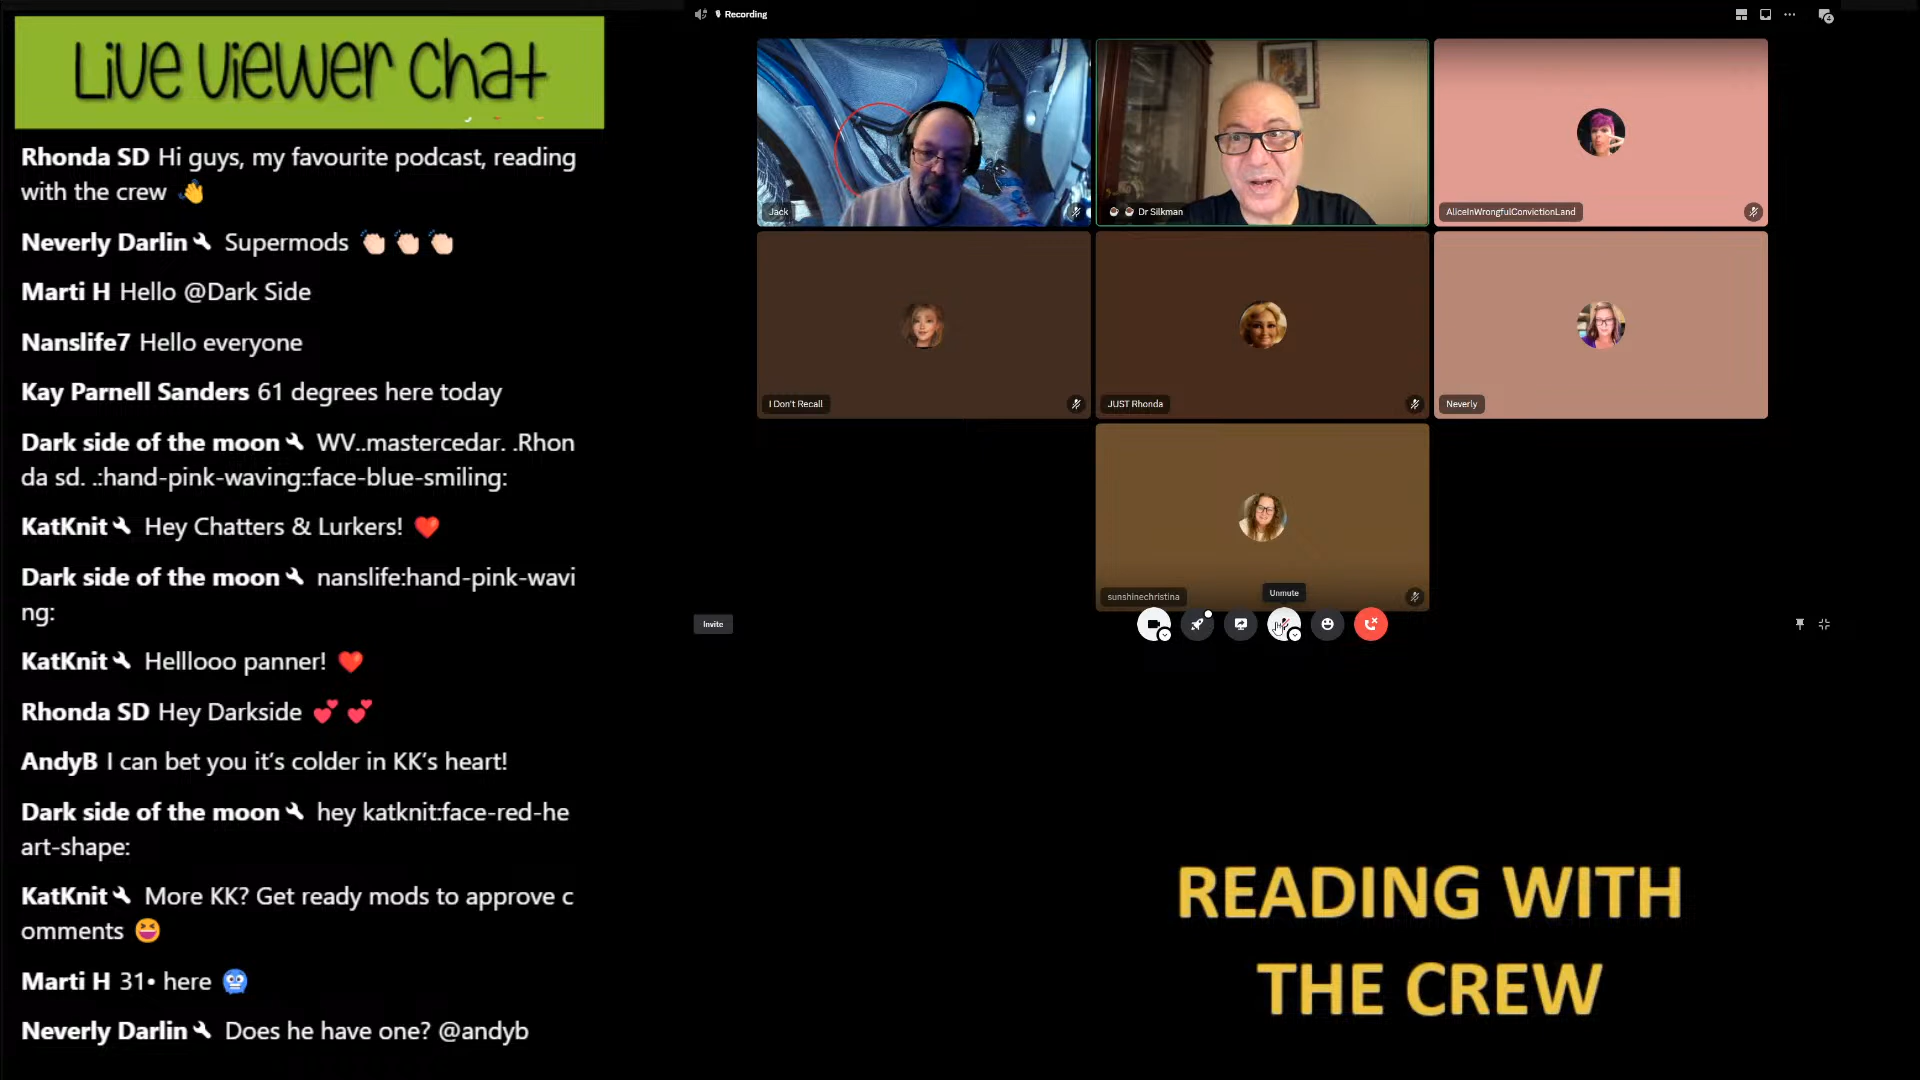 Live Viewer Chat
Rhonda SD Hi guys, my favourite podcast, reading
with the crew 👋
Neverly Darlin Supermods 👏🏻 👏🏻 👏🏻
Marti H Hello @Dark Side
Nanslife7 Hello everyone
Kay Parnell Sanders 61 degrees here today
Dark side of the moon WV..mastercedar. .Rhon
da sd. .:hand-pink-waving::face-blue-smiling:
KatKnit Hey Chatters & Lurkers! ❤️
Dark side of the moon nanslife:hand-pink-wavi
ng:
KatKnit Helllooo panner! ❤️
Rhonda SD Hey Darkside 💕 💕
AndyB I can bet you it's colder in KK's heart!
Dark side of the moon hey katknit:face-red-he
art-shape:
KatKnit More KK? Get ready mods to approve c
omments 😆
Marti H 31• here 🥶
Neverly Darlin Does he have one? @andyb
Recording
Jack
Dr Silkman
AliceInWrongfulConvictionLand
I Don't Recall
JUST Rhonda
Neverly
sunshinechristina
Unmute
Invite
READING WITH
THE CREW